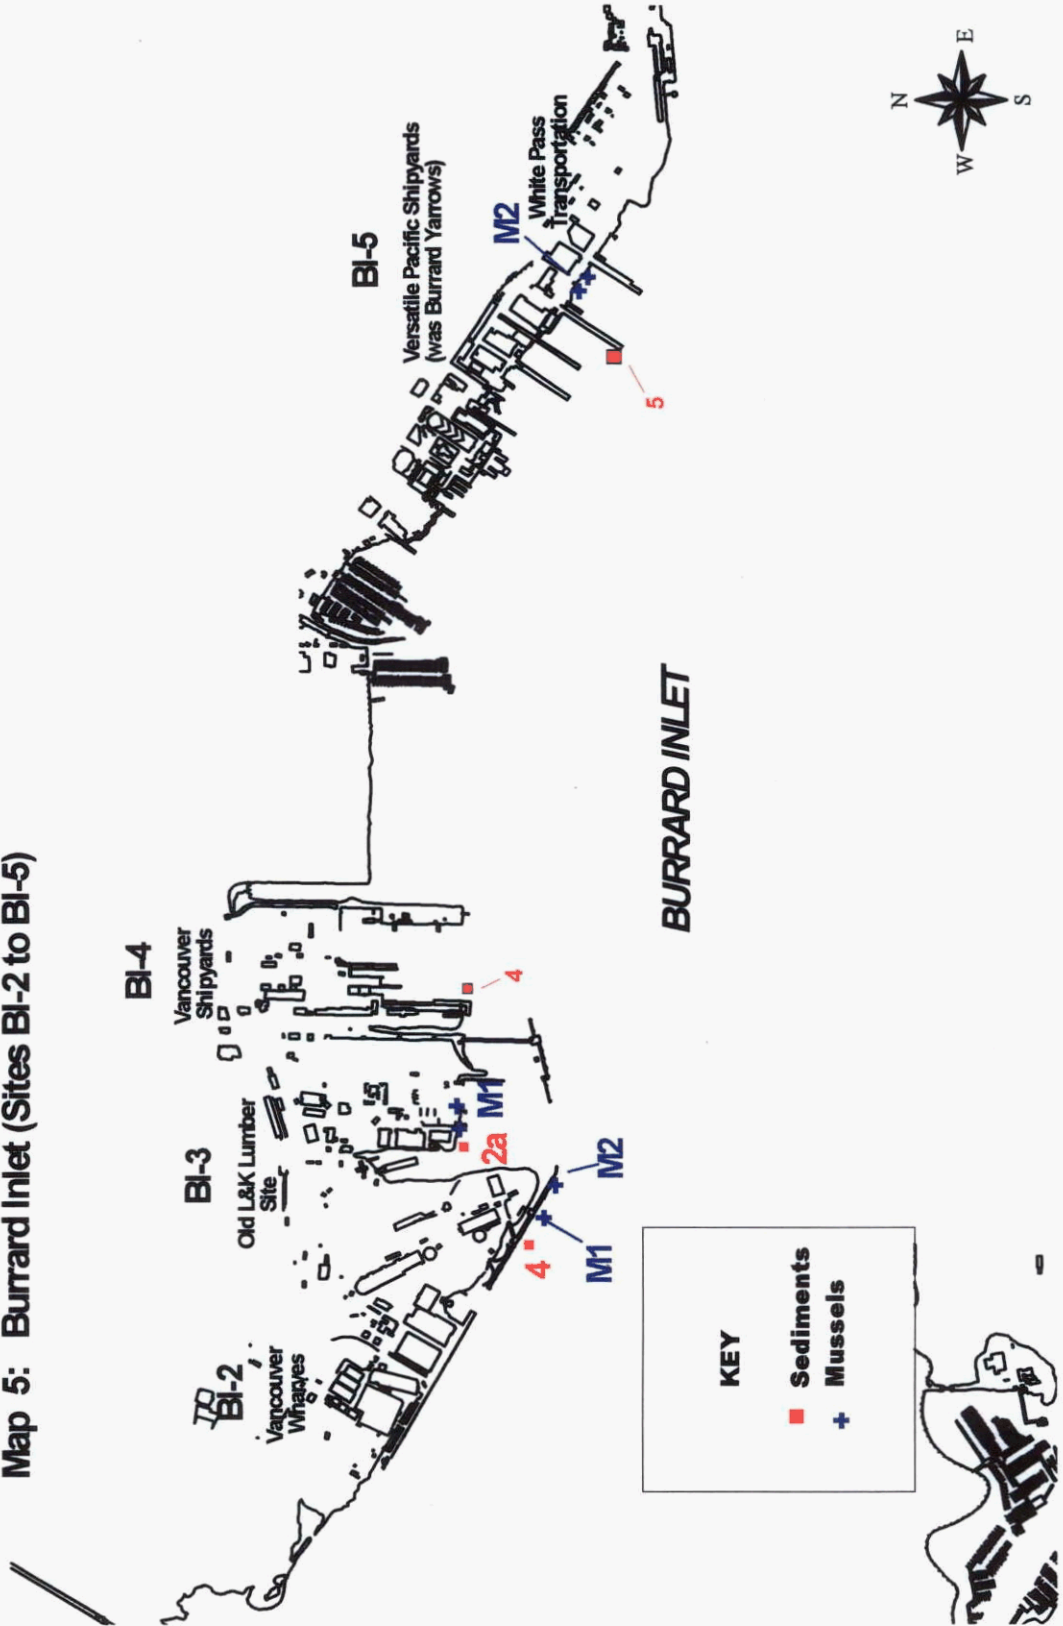 Map 5: Burrard Inlet (Sites BI-2 to BI-5)
BI-2
Vancouver
Wharves
BI-3
Old L&K Lumber
Site
BI-4
Vancouver
Shipyards
BI-5
Versatile Pacific Shipyards
(was Burrard Yarrows)
White Pass
Transportation
M2
5
4
M1
2a
M2
M1
4
BURRARD INLET
KEY
Sediments
Mussels
N
E
S
W